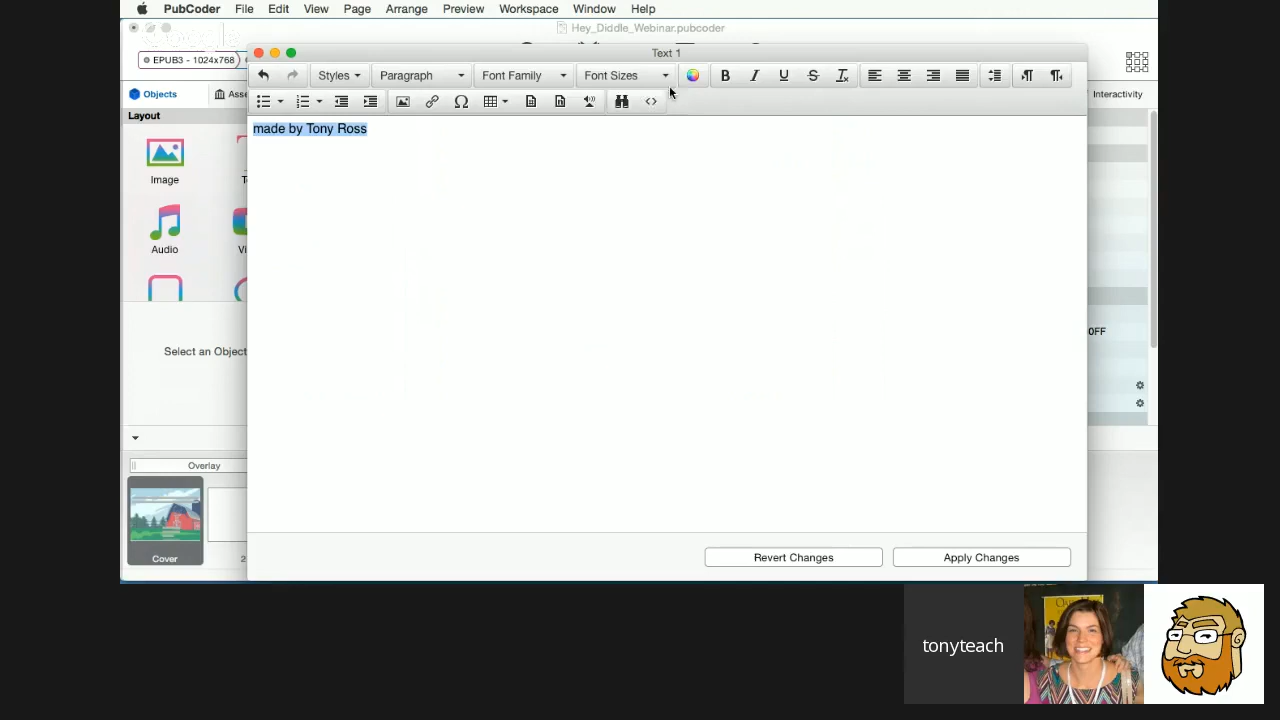 PubCoder File Edit View Page Arrange Preview Workspace Window Help
Hey_Diddle_Webinar.pubcoder
EPUB3 - 1024x768
Text 1
Styles Paragraph Font Family Font Sizes
Objects
Interactivity
Layout
made by Tony Ross
Image
Audio
OFF
Select an Object
Overlay
Cover
2
Revert Changes Apply Changes
tonyteach